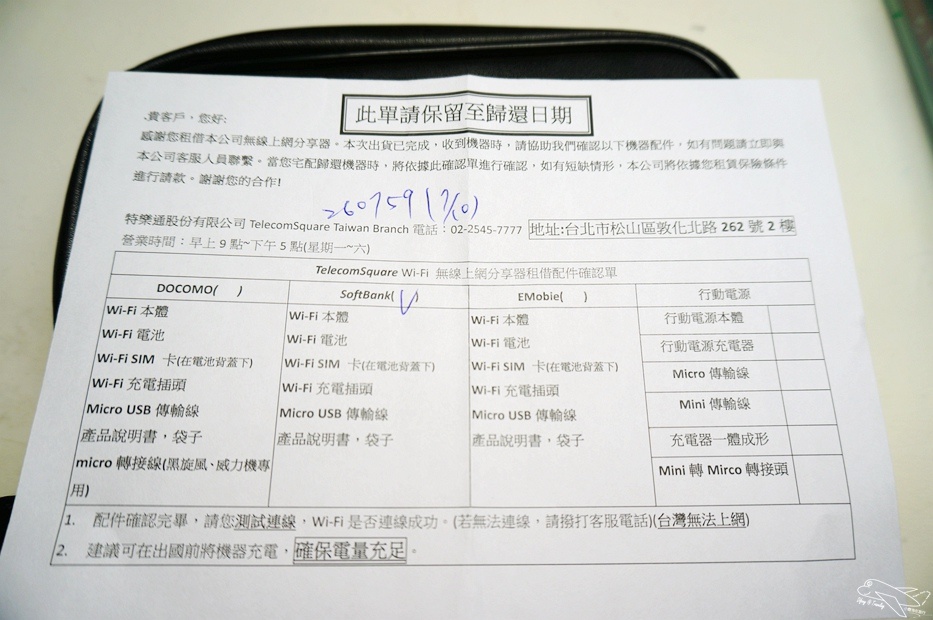 此單請保留至歸還日期
貴客戶，您好:
感謝您租借本公司無線上網分享器。本次出貨已完成，收到機器時，請協助我們確認以下機器配件，如有問題請立即與
本公司客服人員聯繫。當您宅配歸還機器時，將依據此確認單進行確認，如有短缺情形，本公司將依據您租賃保險條件
進行請款。謝謝您的合作!
260759 (7/10)
特樂通股份有限公司 TelecomSquare Taiwan Branch 電話：02-2545-7777 地址:台北市松山區敦化北路 262 號 2 樓
營業時間：早上 9 點~下午 5 點(星期一~六)
TelecomSquare Wi-Fi 無線上網分享器租借配件確認單
DOCOMO( ) SoftBank(V) EMobie( ) 行動電源
Wi-Fi 本體
Wi-Fi 電池
Wi-Fi SIM 卡(在電池背蓋下)
Wi-Fi 充電插頭
Micro USB 傳輸線
產品說明書，袋子
micro 轉接線(黑旋風、威力機專
用)
Wi-Fi 本體
Wi-Fi 電池
Wi-Fi SIM 卡(在電池背蓋下)
Wi-Fi 充電插頭
Micro USB 傳輸線
產品說明書，袋子
Wi-Fi 本體
Wi-Fi 電池
Wi-Fi SIM 卡(在電池背蓋下)
Wi-Fi 充電插頭
Micro USB 傳輸線
產品說明書，袋子
行動電源本體
行動電源充電器
Micro 傳輸線
Mini 傳輸線
充電器一體成形
Mini 轉 Mirco 轉接頭
1. 配件確認完畢，請您測試連線，Wi-Fi 是否連線成功。(若無法連線，請撥打客服電話)(台灣無法上網)
2. 建議可在出國前將機器充電，確保電量充足。